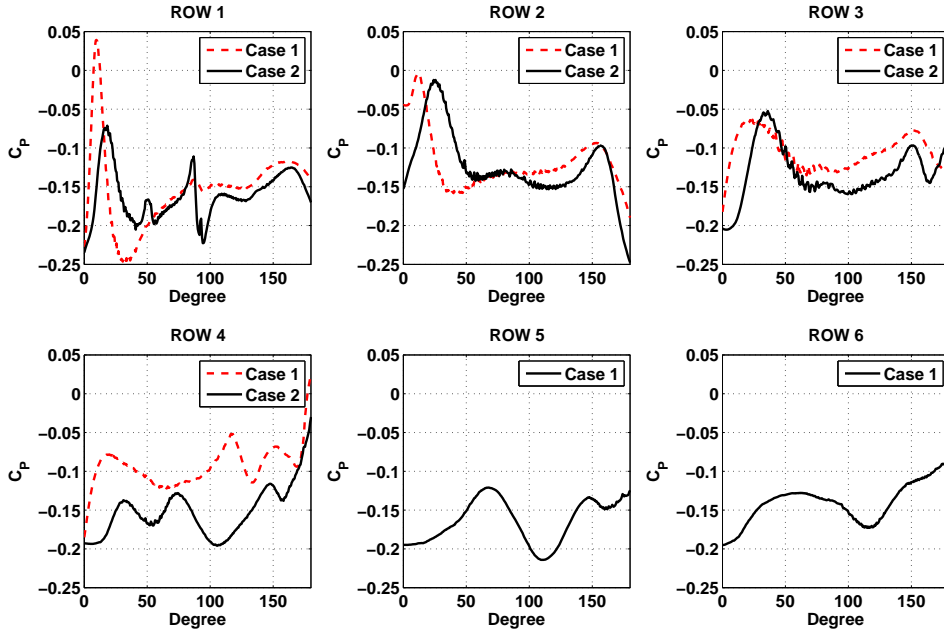 ROW 1
0.05
0
−0.05
−0.1
−0.15
−0.2
−0.25
C_P
0 50 100 150
Degree
Case 1
Case 2
ROW 2
0.05
0
−0.05
−0.1
−0.15
−0.2
−0.25
C_P
0 50 100 150
Degree
Case 1
Case 2
ROW 3
0.05
0
−0.05
−0.1
−0.15
−0.2
−0.25
C_P
0 50 100 150
Degree
Case 1
Case 2
ROW 4
0.05
0
−0.05
−0.1
−0.15
−0.2
−0.25
C_P
0 50 100 150
Degree
Case 1
Case 2
ROW 5
0.05
0
−0.05
−0.1
−0.15
−0.2
−0.25
C_P
0 50 100 150
Degree
Case 1
ROW 6
0.05
0
−0.05
−0.1
−0.15
−0.2
−0.25
C_P
0 50 100 150
Degree
Case 1